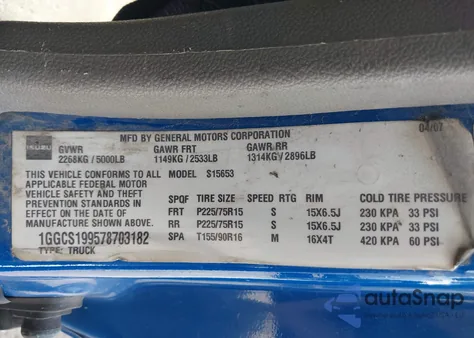 04/07
MFD BY GENERAL MOTORS CORPORATION
ISUZU GVWR GAWR FRT GAWR RR
2268KG / 5000LB 1149KG / 2533LB 1314KG / 2896LB
THIS VEHICLE CONFORMS TO ALL MODEL S15653
APPLICABLE FEDERAL MOTOR
VEHICLE SAFETY AND THEFT SPQF TIRE SIZE SPEED RTG RIM COLD TIRE PRESSURE
PREVENTION STANDARDS IN FRT P225/75R15 S 15X6.5J 230 KPA 33 PSI
EFFECT ON THE DATE OF RR P225/75R15 S 15X6.5J 230 KPA 33 PSI
MANUFACTURE SHOWN ABOVE. SPA T155/90R16 M 16X4T 420 KPA 60 PSI
1GGCS199578703182
TYPE: TRUCK
autoSnap